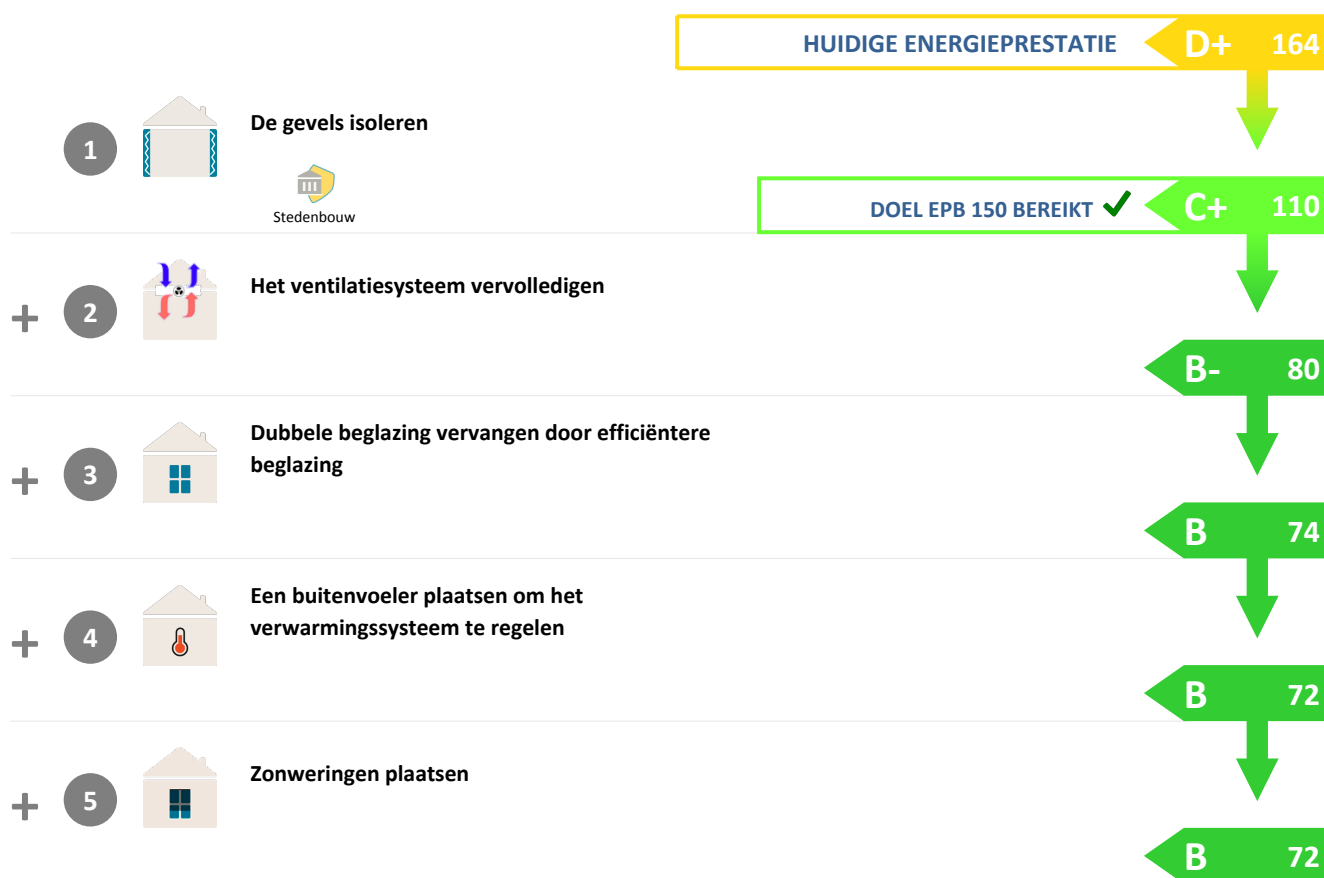 HUIDIGE ENERGIEPRESTATIE D+ 164
1 De gevels isoleren
Stedenbouw
DOEL EPB 150 BEREIKT C+ 110
+ 2 Het ventilatiesysteem vervolledigen
B- 80
+ 3 Dubbele beglazing vervangen door efficiëntere
beglazing
B 74
+ 4 Een buitenvoeler plaatsen om het
verwarmingssysteem te regelen
B 72
+ 5 Zonweringen plaatsen
B 72